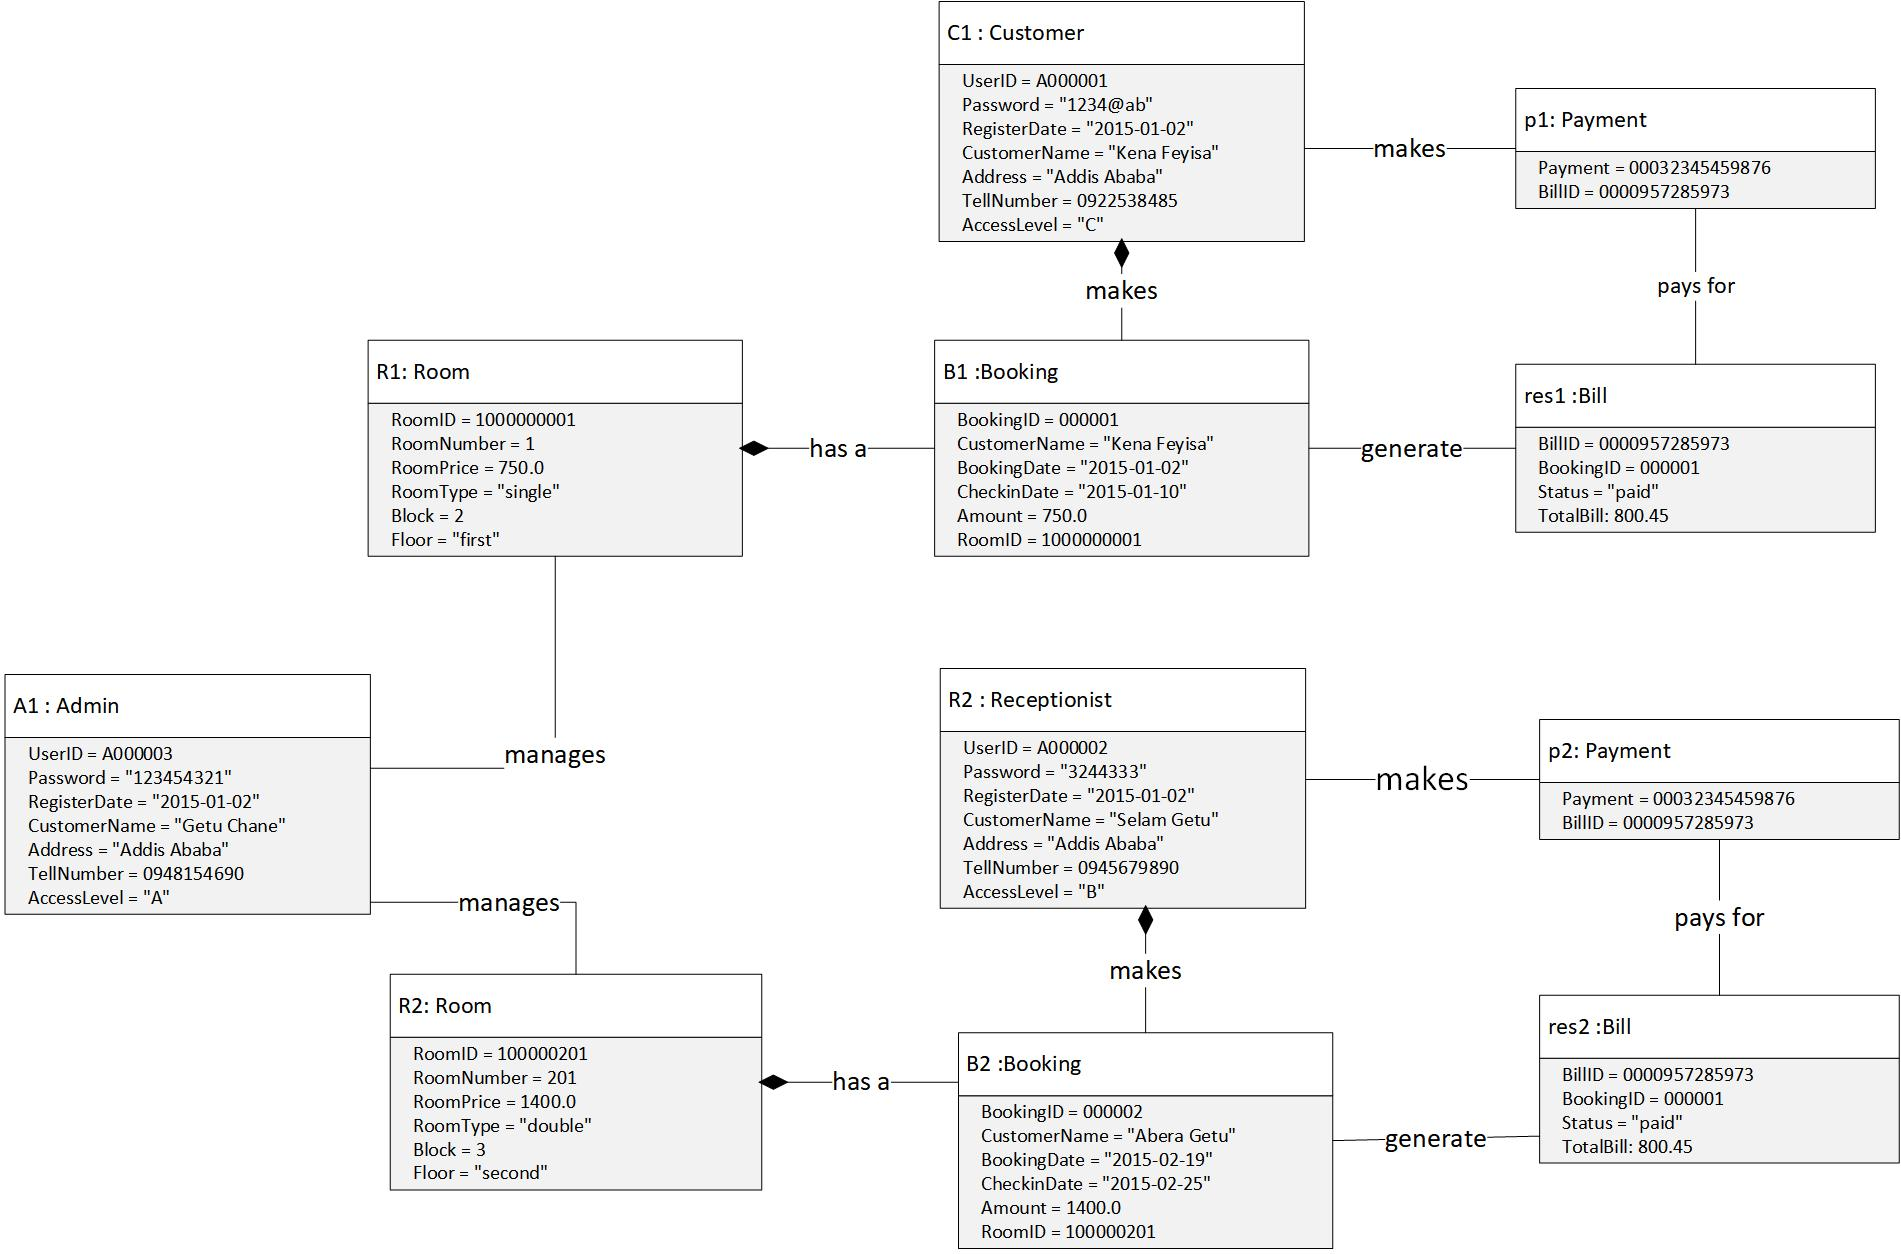 C1 : Customer
UserID = A000001
Password = "1234@ab"
RegisterDate = "2015-01-02"
CustomerName = "Kena Feyisa"
Address = "Addis Ababa"
TellNumber = 0922538485
AccessLevel = "C"
makes
p1: Payment
Payment = 00032345459876
BillID = 0000957285973
makes
pays for
R1: Room
RoomID = 1000000001
RoomNumber = 1
RoomPrice = 750.0
RoomType = "single"
Block = 2
Floor = "first"
has a
B1 :Booking
BookingID = 000001
CustomerName = "Kena Feyisa"
BookingDate = "2015-01-02"
CheckinDate = "2015-01-10"
Amount = 750.0
RoomID = 1000000001
generate
res1 :Bill
BillID = 0000957285973
BookingID = 000001
Status = "paid"
TotalBill: 800.45
A1 : Admin
UserID = A000003
Password = "123454321"
RegisterDate = "2015-01-02"
CustomerName = "Getu Chane"
Address = "Addis Ababa"
TellNumber = 0948154690
AccessLevel = "A"
manages
manages
R2 : Receptionist
UserID = A000002
Password = "3244333"
RegisterDate = "2015-01-02"
CustomerName = "Selam Getu"
Address = "Addis Ababa"
TellNumber = 0945679890
AccessLevel = "B"
makes
p2: Payment
Payment = 00032345459876
BillID = 0000957285973
makes
pays for
R2: Room
RoomID = 100000201
RoomNumber = 201
RoomPrice = 1400.0
RoomType = "double"
Block = 3
Floor = "second"
has a
B2 :Booking
BookingID = 000002
CustomerName = "Abera Getu"
BookingDate = "2015-02-19"
CheckinDate = "2015-02-25"
Amount = 1400.0
RoomID = 100000201
generate
res2 :Bill
BillID = 0000957285973
BookingID = 000001
Status = "paid"
TotalBill: 800.45